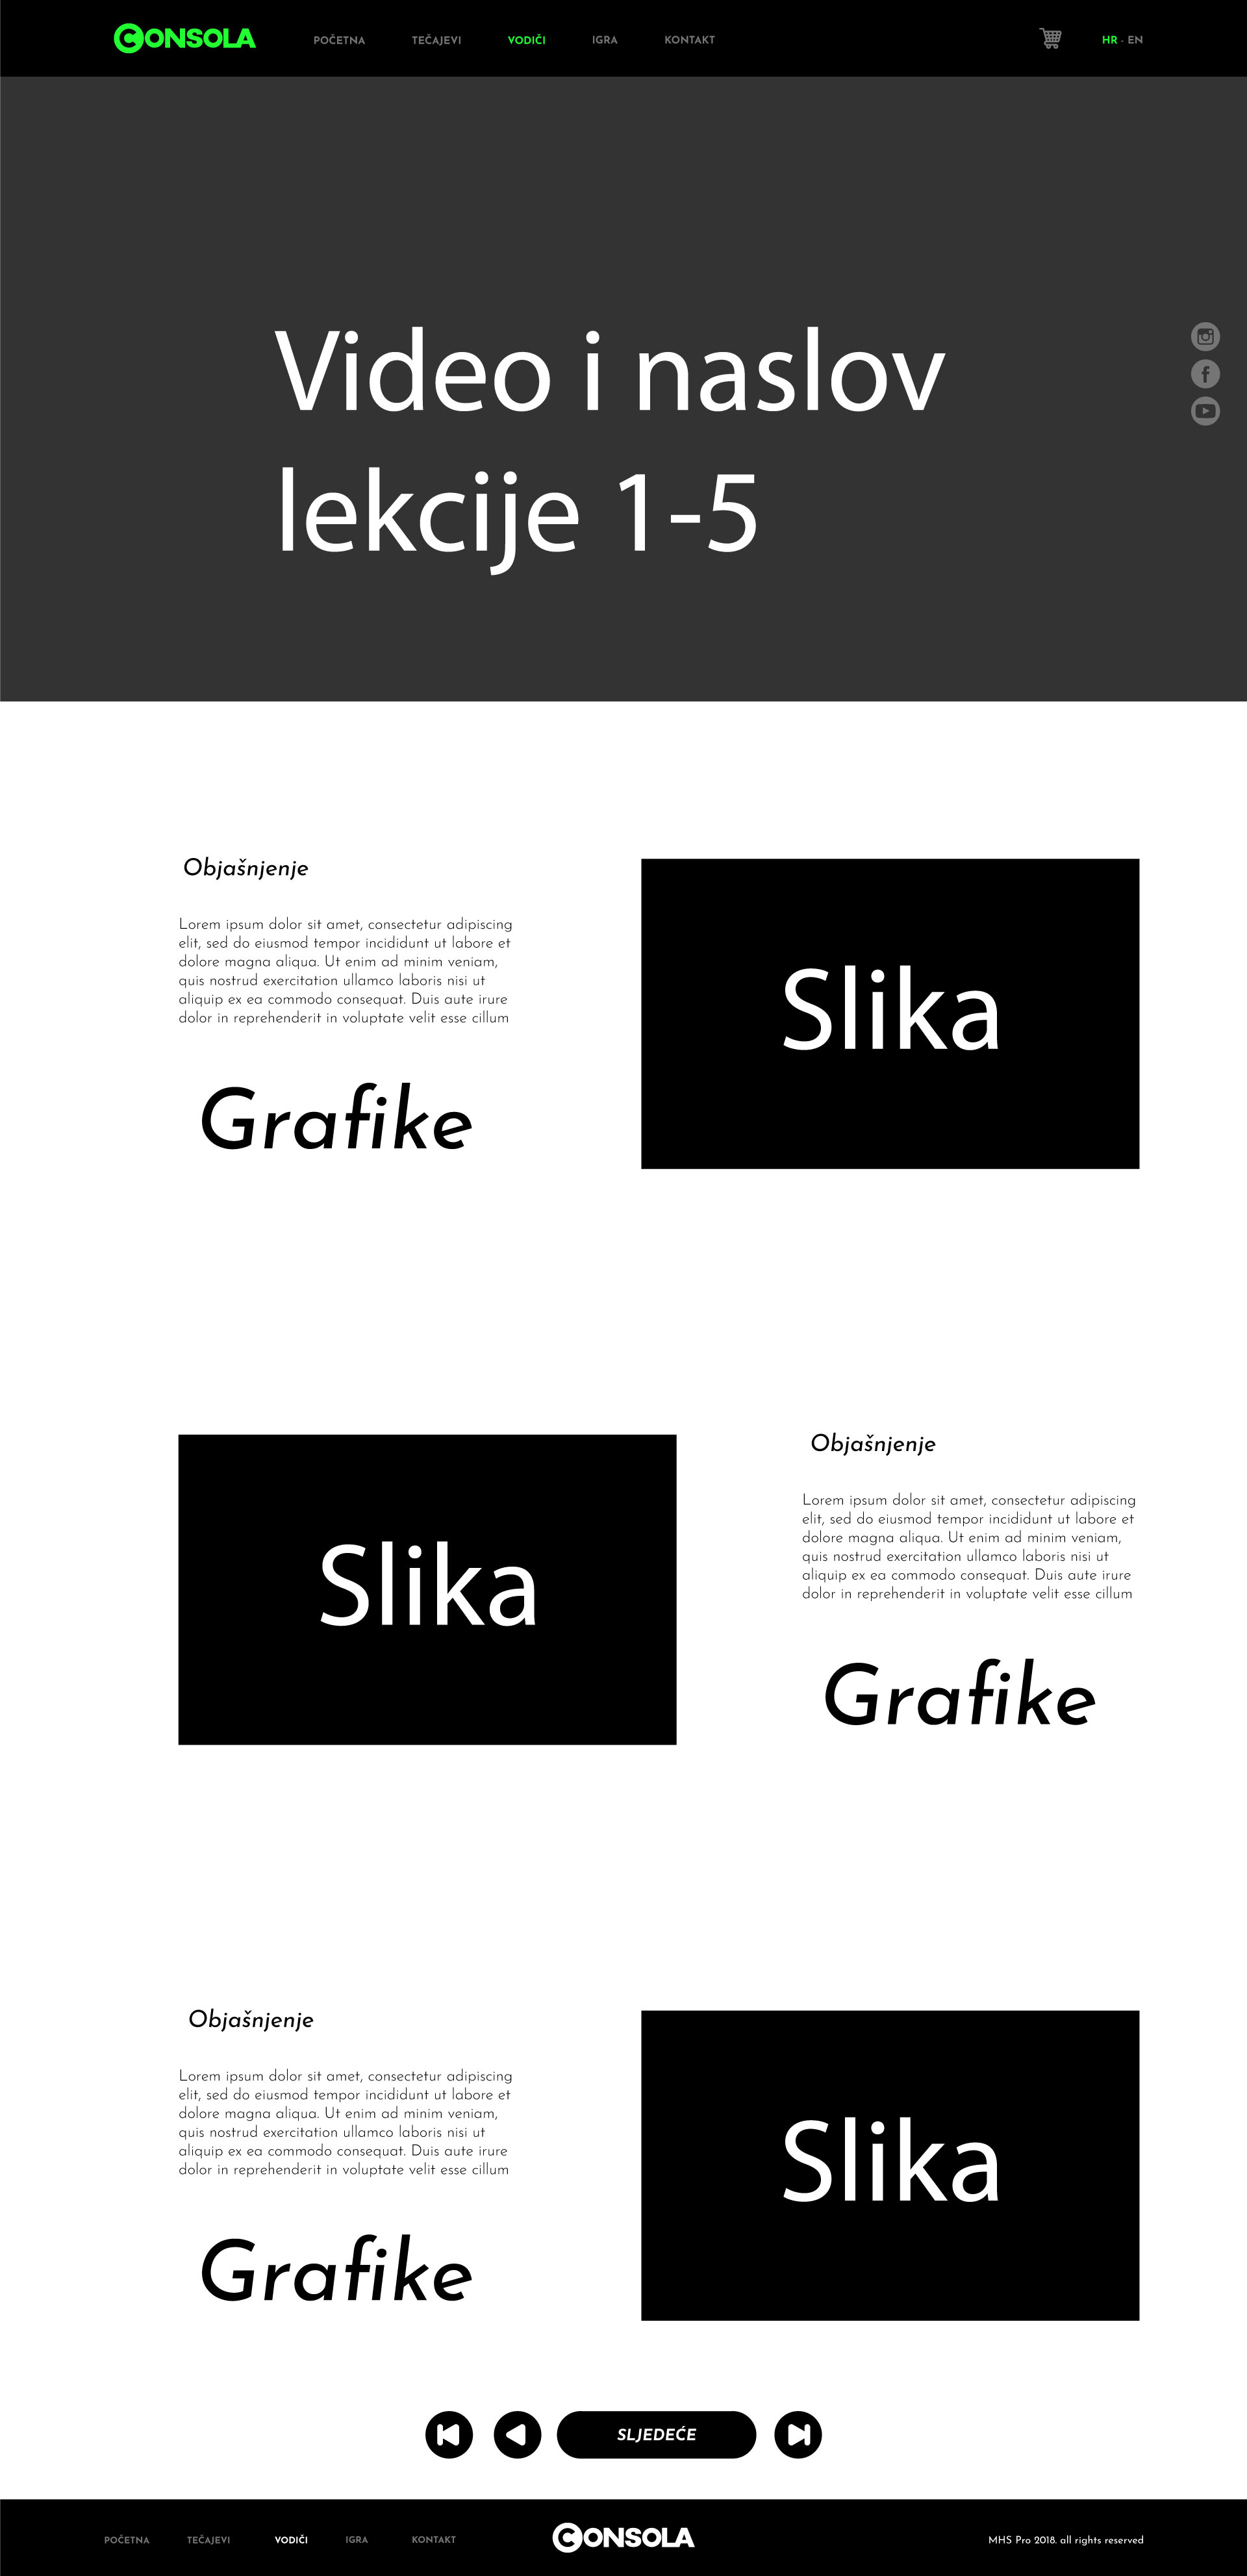 CONSOLA POČETNA TEČAJEVI VODIČI IGRA KONTAKT HR - EN
Video i naslov
lekcije 1-5
Objašnjenje
Lorem ipsum dolor sit amet, consectetur adipiscing
elit, sed do eiusmod tempor incididunt ut labore et
dolore magna aliqua. Ut enim ad minim veniam,
quis nostrud exercitation ullamco laboris nisi ut
aliquip ex ea commodo consequat. Duis aute irure
dolor in reprehenderit in voluptate velit esse cillum
Grafike
Slika
Slika
Objašnjenje
Lorem ipsum dolor sit amet, consectetur adipiscing
elit, sed do eiusmod tempor incididunt ut labore et
dolore magna aliqua. Ut enim ad minim veniam,
quis nostrud exercitation ullamco laboris nisi ut
aliquip ex ea commodo consequat. Duis aute irure
dolor in reprehenderit in voluptate velit esse cillum
Grafike
Objašnjenje
Lorem ipsum dolor sit amet, consectetur adipiscing
elit, sed do eiusmod tempor incididunt ut labore et
dolore magna aliqua. Ut enim ad minim veniam,
quis nostrud exercitation ullamco laboris nisi ut
aliquip ex ea commodo consequat. Duis aute irure
dolor in reprehenderit in voluptate velit esse cillum
Grafike
Slika
SLJEDEĆE
POČETNA TEČAJEVI VODIČI IGRA KONTAKT CONSOLA MHS Pro 2018. all rights reserved